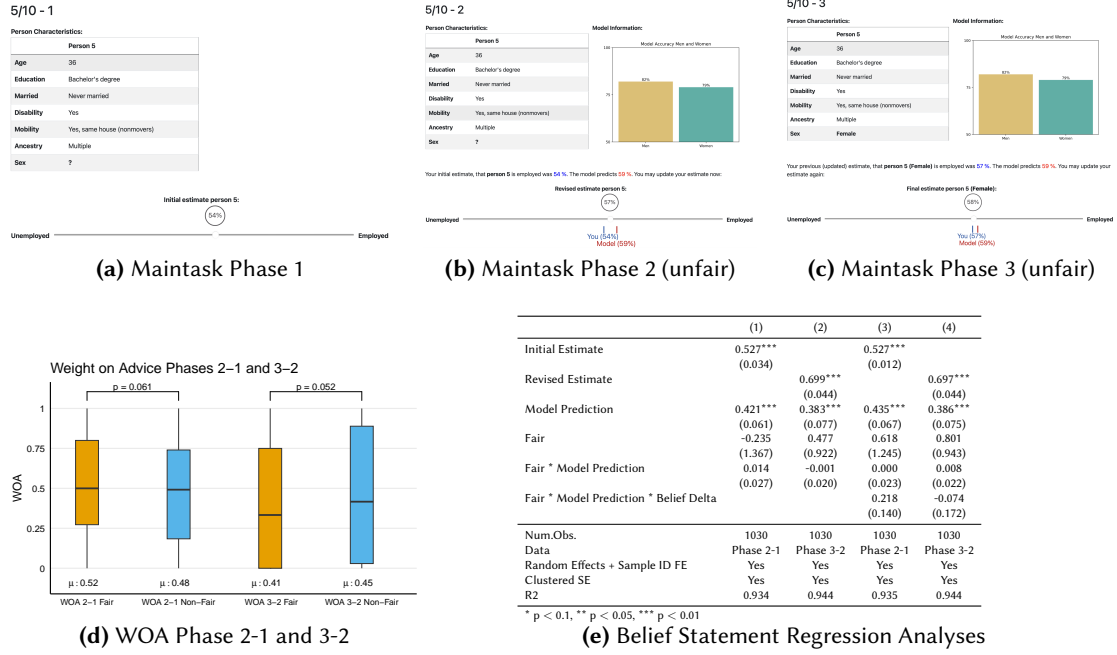 5/10 - 1
Person Characteristics:
Person 5
Age 36
Education Bachelor's degree
Married Never married
Disability Yes
Mobility Yes, same house (nonmovers)
Ancestry Multiple
Sex ?
Initial estimate person 5:
54%
Unemployed Employed
(a) Maintask Phase 1
5/10 - 2
Person Characteristics: Model Information:
Person 5
Age 36
Education Bachelor's degree
Married Never married
Disability Yes
Mobility Yes, same house (nonmovers)
Ancestry Multiple
Sex ?
Model Accuracy Men and Women
100
75
50
82%
79%
Men Women
Your initial estimate, that person 5 is employed was 54 %. The model predicts 59 %. You may update your estimate now:
Revised estimate person 5:
57%
Unemployed Employed
You (54%)
Model (59%)
(b) Maintask Phase 2 (unfair)
5/10 - 3
Person Characteristics: Model Information:
Person 5
Age 36
Education Bachelor's degree
Married Never married
Disability Yes
Mobility Yes, same house (nonmovers)
Ancestry Multiple
Sex Female
Model Accuracy Men and Women
100
75
50
82%
79%
Men Women
Your previous (updated) estimate, that person 5 (Female) is employed was 57 %. The model predicts 59 %. You may update your
estimate again:
Final estimate person 5 (Female):
58%
Unemployed Employed
You (57%)
Model (59%)
(c) Maintask Phase 3 (unfair)
Weight on Advice Phases 2–1 and 3–2
p = 0.061 p = 0.052
1
0.75
0.5
0.25
0
WOA
μ : 0.52 μ : 0.48 μ : 0.41 μ : 0.45
WOA 2–1 Fair WOA 2–1 Non–Fair WOA 3–2 Fair WOA 3–2 Non–Fair
(d) WOA Phase 2-1 and 3-2
(1) (2) (3) (4)
Initial Estimate 0.527*** 0.527***
(0.034) (0.012)
Revised Estimate 0.699*** 0.697***
(0.044) (0.044)
Model Prediction 0.421*** 0.383*** 0.435*** 0.386***
(0.061) (0.077) (0.067) (0.075)
Fair -0.235 0.477 0.618 0.801
(1.367) (0.922) (1.245) (0.943)
Fair * Model Prediction 0.014 -0.001 0.000 0.008
(0.027) (0.020) (0.023) (0.022)
Fair * Model Prediction * Belief Delta 0.218 -0.074
(0.140) (0.172)
Num.Obs. 1030 1030 1030 1030
Data Phase 2-1 Phase 3-2 Phase 2-1 Phase 3-2
Random Effects + Sample ID FE Yes Yes Yes Yes
Clustered SE Yes Yes Yes Yes
R2 0.934 0.944 0.935 0.944
* p < 0.1, ** p < 0.05, *** p < 0.01
(e) Belief Statement Regression Analyses